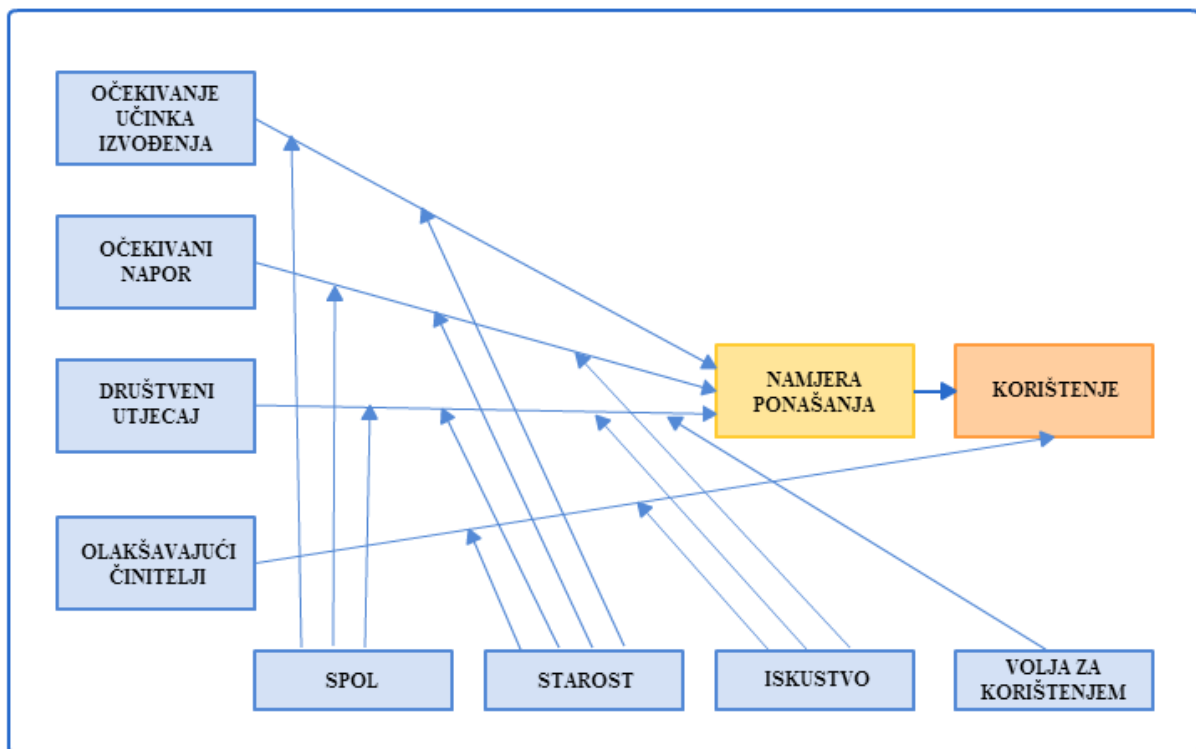 OČEKIVANJE
UČINKA
IZVOĐENJA
OČEKIVANI
NAPOR
DRUŠTVENI
UTJECAJ
NAMJERA
PONAŠANJA
KORIŠTENJE
OLAKŠAVAJUĆI
ČINITELJI
SPOL
STAROST
ISKUSTVO
VOLJA ZA
KORIŠTENJEM